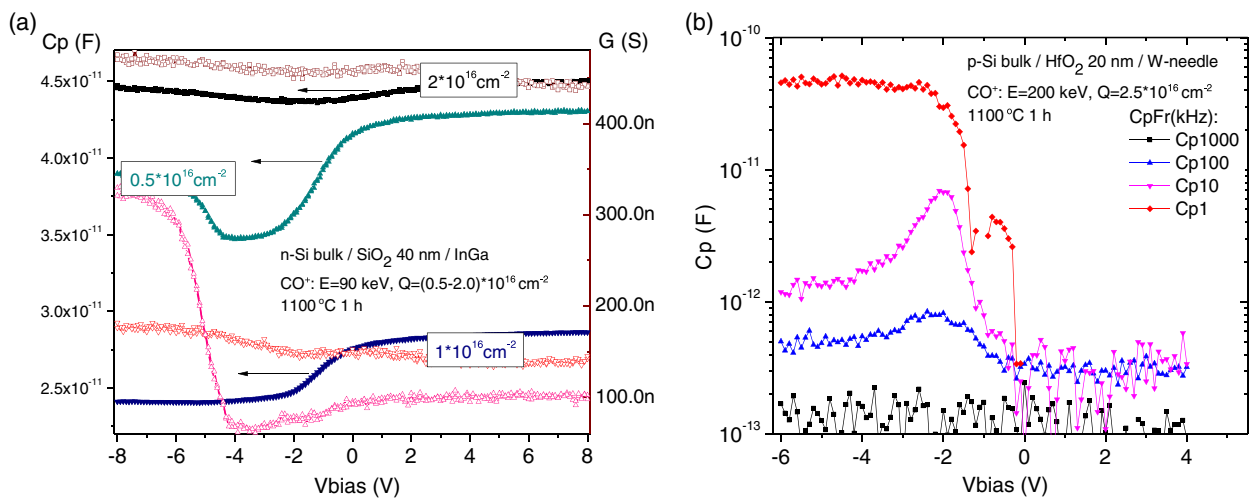 (a)
Cp (F)
G (S)
4.5x10⁻¹¹
4.0x10⁻¹¹
3.5x10⁻¹¹
3.0x10⁻¹¹
2.5x10⁻¹¹
400.0n
300.0n
200.0n
100.0n
2*10¹⁶cm⁻²
0.5*10¹⁶cm⁻²
n-Si bulk / SiO₂ 40 nm / InGa
CO⁺: E=90 keV, Q=(0.5-2.0)*10¹⁶cm⁻²
1100 °C 1 h
1*10¹⁶cm⁻²
-8 -6 -4 -2 0 2 4 6 8
Vbias (V)
(b)
Cp (F)
10⁻¹⁰
10⁻¹¹
10⁻¹²
10⁻¹³
p-Si bulk / HfO₂ 20 nm / W-needle
CO⁺: E=200 keV, Q=2.5*10¹⁶cm⁻²
1100 °C 1 h
CpFr(kHz):
Cp1000
Cp100
Cp10
Cp1
-6 -4 -2 0 2 4
Vbias (V)